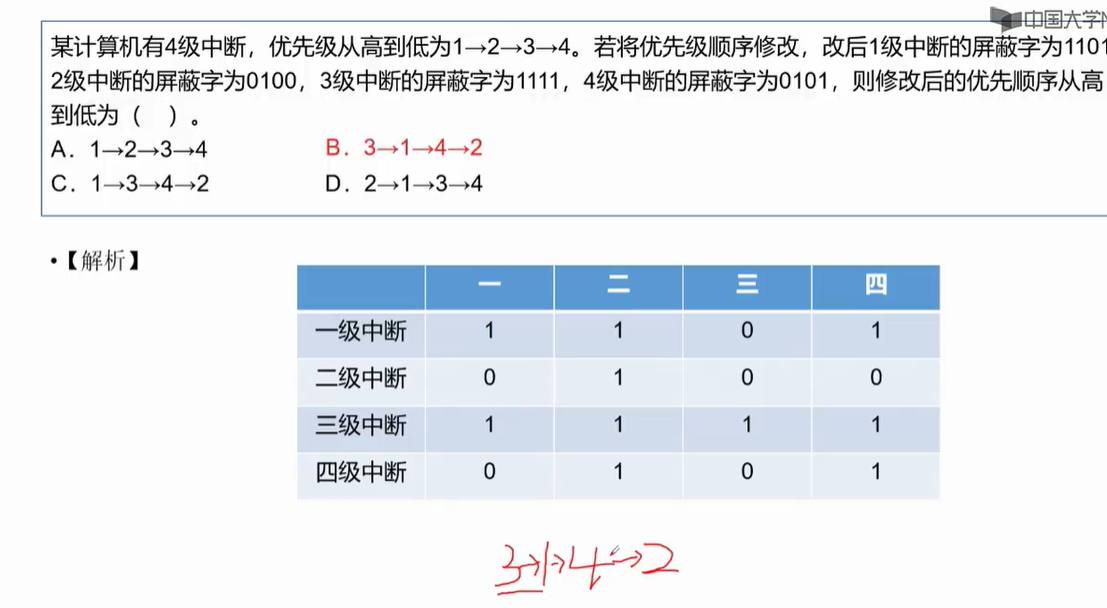 中国大学M
某计算机有4级中断，优先级从高到低为1→2→3→4。若将优先级顺序修改，改后1级中断的屏蔽字为1101
2级中断的屏蔽字为0100，3级中断的屏蔽字为1111，4级中断的屏蔽字为0101，则修改后的优先顺序从高
到低为（ ）。
A．1→2→3→4 B．3→1→4→2
C．1→3→4→2 D．2→1→3→4
•【解析】
一 二 三 四
一级中断 1 1 0 1
二级中断 0 1 0 0
三级中断 1 1 1 1
四级中断 0 1 0 1
3→1→4→2